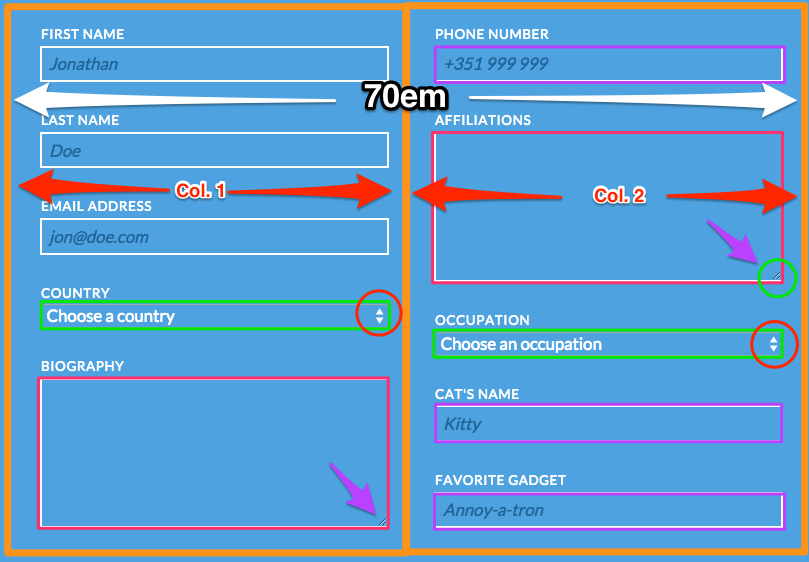 FIRST NAME
Jonathan
LAST NAME
Doe
Col. 1
EMAIL ADDRESS
jon@doe.com
COUNTRY
Choose a country
BIOGRAPHY
70em
PHONE NUMBER
+351 999 999
AFFILIATIONS
Col. 2
OCCUPATION
Choose an occupation
CAT'S NAME
Kitty
FAVORITE GADGET
Annoy-a-tron